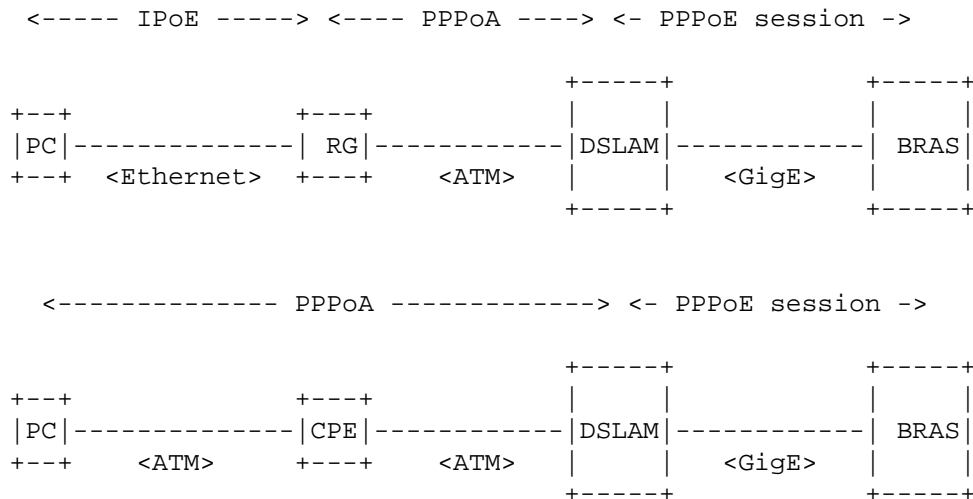 <----- IPoE -----> <---- PPPoA ----> <- PPPoE session ->
+-----+ +-----+
+--+ +---+ | | | |
|PC|--------------| RG|------------|DSLAM|------------| BRAS|
+--+ <Ethernet> +---+ <ATM> | | <GigE> | |
+-----+ +-----+
<-------------- PPPoA -------------> <- PPPoE session ->
+-----+ +-----+
+--+ +---+ | | | |
|PC|--------------|CPE|------------|DSLAM|------------| BRAS|
+--+ <ATM> +---+ <ATM> | | <GigE> | |
+-----+ +-----+